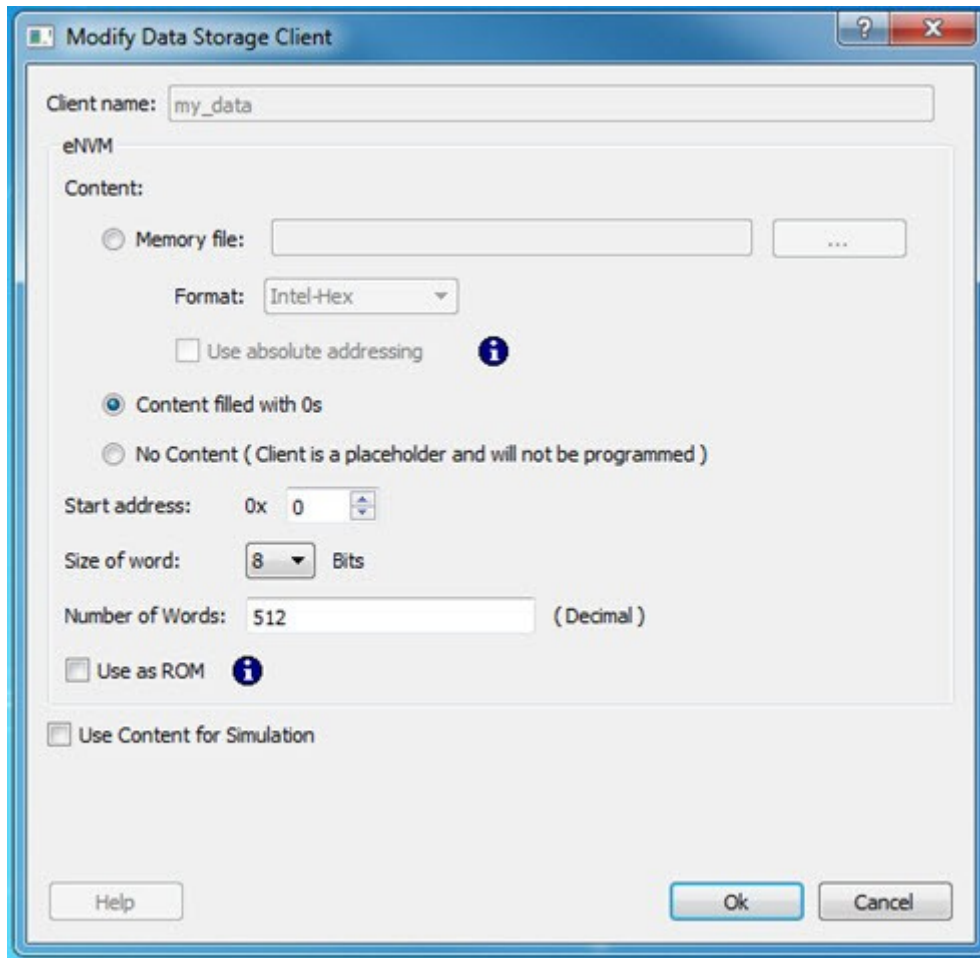 Modify Data Storage Client
Client name: my_data
eNVM
Content:
Memory file: ...
Format: Intel-Hex
Use absolute addressing
Content filled with 0s
No Content ( Client is a placeholder and will not be programmed )
Start address: 0x 0
Size of word: 8 Bits
Number of Words: 512 ( Decimal )
Use as ROM
Use Content for Simulation
Help Ok Cancel